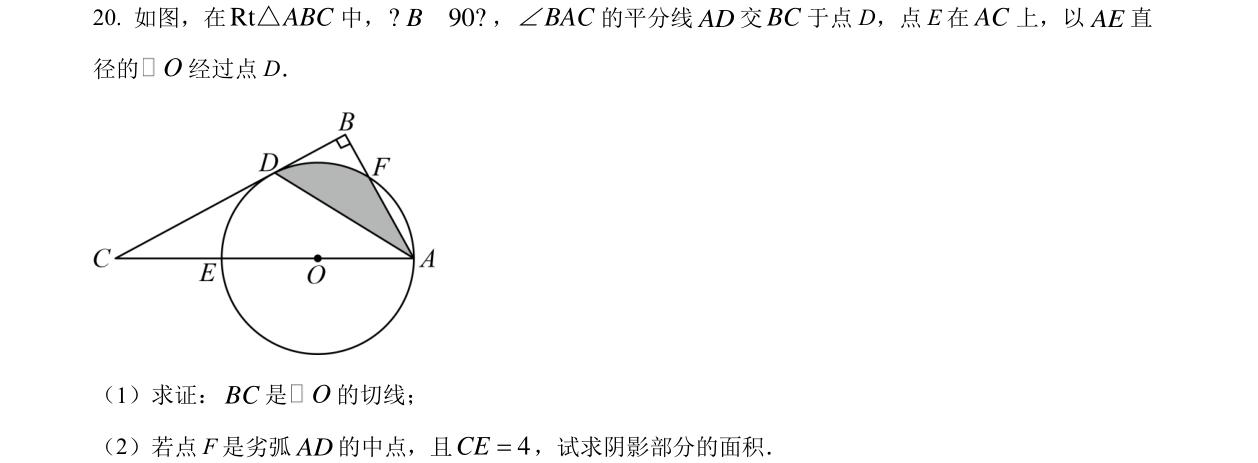 20. 如图，在Rt△ABC中，? B 90?，∠BAC的平分线AD交BC于点D，点E在AC上，以AE直
径的□ O经过点D．
B
D
F
C
E
O
A
（1）求证：BC是□ O的切线；
（2）若点F是劣弧AD的中点，且CE=4，试求阴影部分的面积．